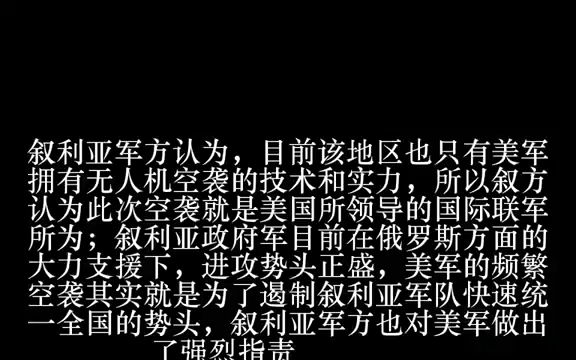 叙利亚军方认为，目前该地区也只有美军
拥有无人机空袭的技术和实力，所以叙方
认为此次空袭就是美国所领导的国际联军
所为；叙利亚政府军目前在俄罗斯方面的
大力支援下，进攻势头正盛，美军的频繁
空袭其实就是为了遏制叙利亚军队快速统
一全国的势头，叙利亚军方也对美军做出
了强烈指责